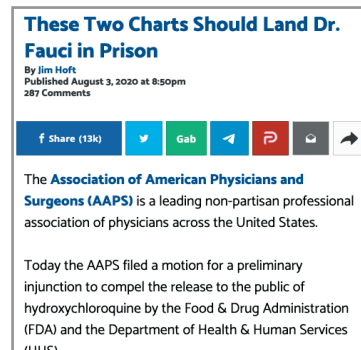 These Two Charts Should Land Dr.
Fauci in Prison
By Jim Hoft
Published August 3, 2020 at 8:50pm
287 Comments
Share (13k)
Gab
The Association of American Physicians and
Surgeons (AAPS) is a leading non-partisan professional
association of physicians across the United States.
Today the AAPS filed a motion for a preliminary
injunction to compel the release to the public of
hydroxychloroquine by the Food & Drug Administration
(FDA) and the Department of Health & Human Services